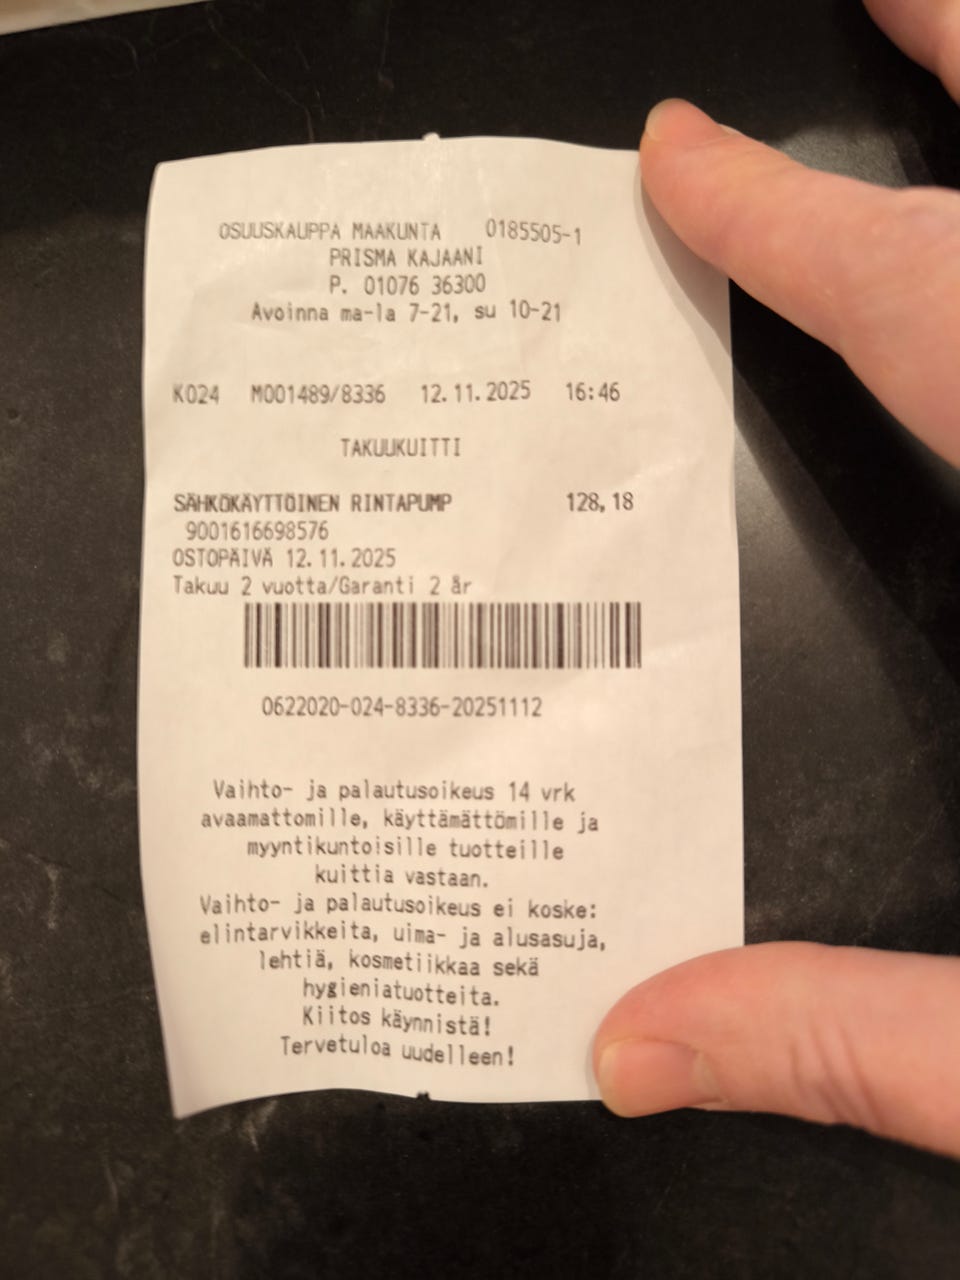 OSUUSKAUPPA MAAKUNTA 0185505-1
PRISMA KAJAANI
P. 01076 36300
Avoinna ma-la 7-21, su 10-21
K024 M001489/8336 12.11.2025 16:46
TAKUUKUITTI
SÄHKÖKÄYTTÖINEN RINTAPUMP 128,18
9001616698576
OSTOPÄIVÄ 12.11.2025
Takuu 2 vuotta/Garanti 2 år
0622020-024-8336-20251112
Vaihto- ja palautusoikeus 14 vrk
avaamattomille, käyttämättömille ja
myyntikuntoisille tuotteille
kuittia vastaan.
Vaihto- ja palautusoikeus ei koske:
elintarvikkeita, uima- ja alusasuja,
lehtiä, kosmetiikkaa sekä
hygieniatuotteita.
Kiitos käynnistä!
Tervetuloa uudelleen!